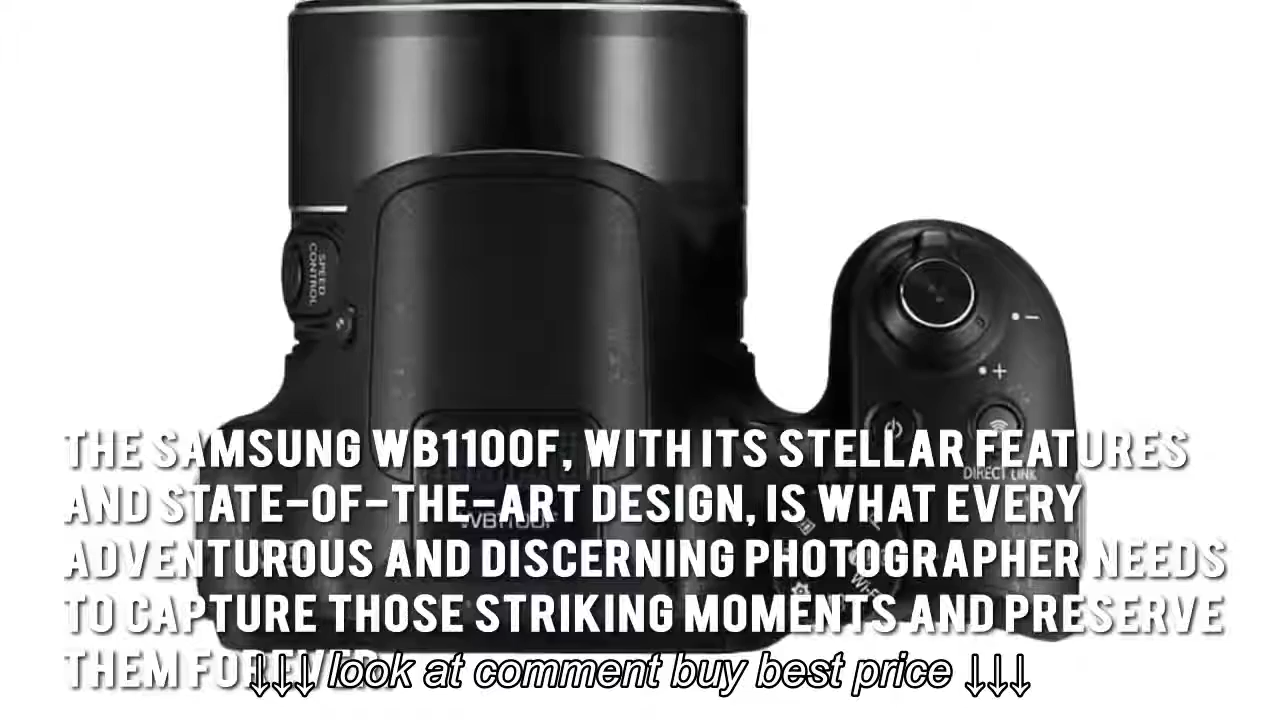 SPEED
CONTROL
DIRECT LINK
THE SAMSUNG WB1100F, WITH ITS STELLAR FEATURES
AND STATE-OF-THE-ART DESIGN, IS WHAT EVERY
WB1100F
ADVENTUROUS AND DISCERNING PHOTOGRAPHER NEEDS
TO CAPTURE THOSE STRIKING MOMENTS AND PRESERVE
THEM FOREVER.
↓↓↓ look at comment buy best price ↓↓↓